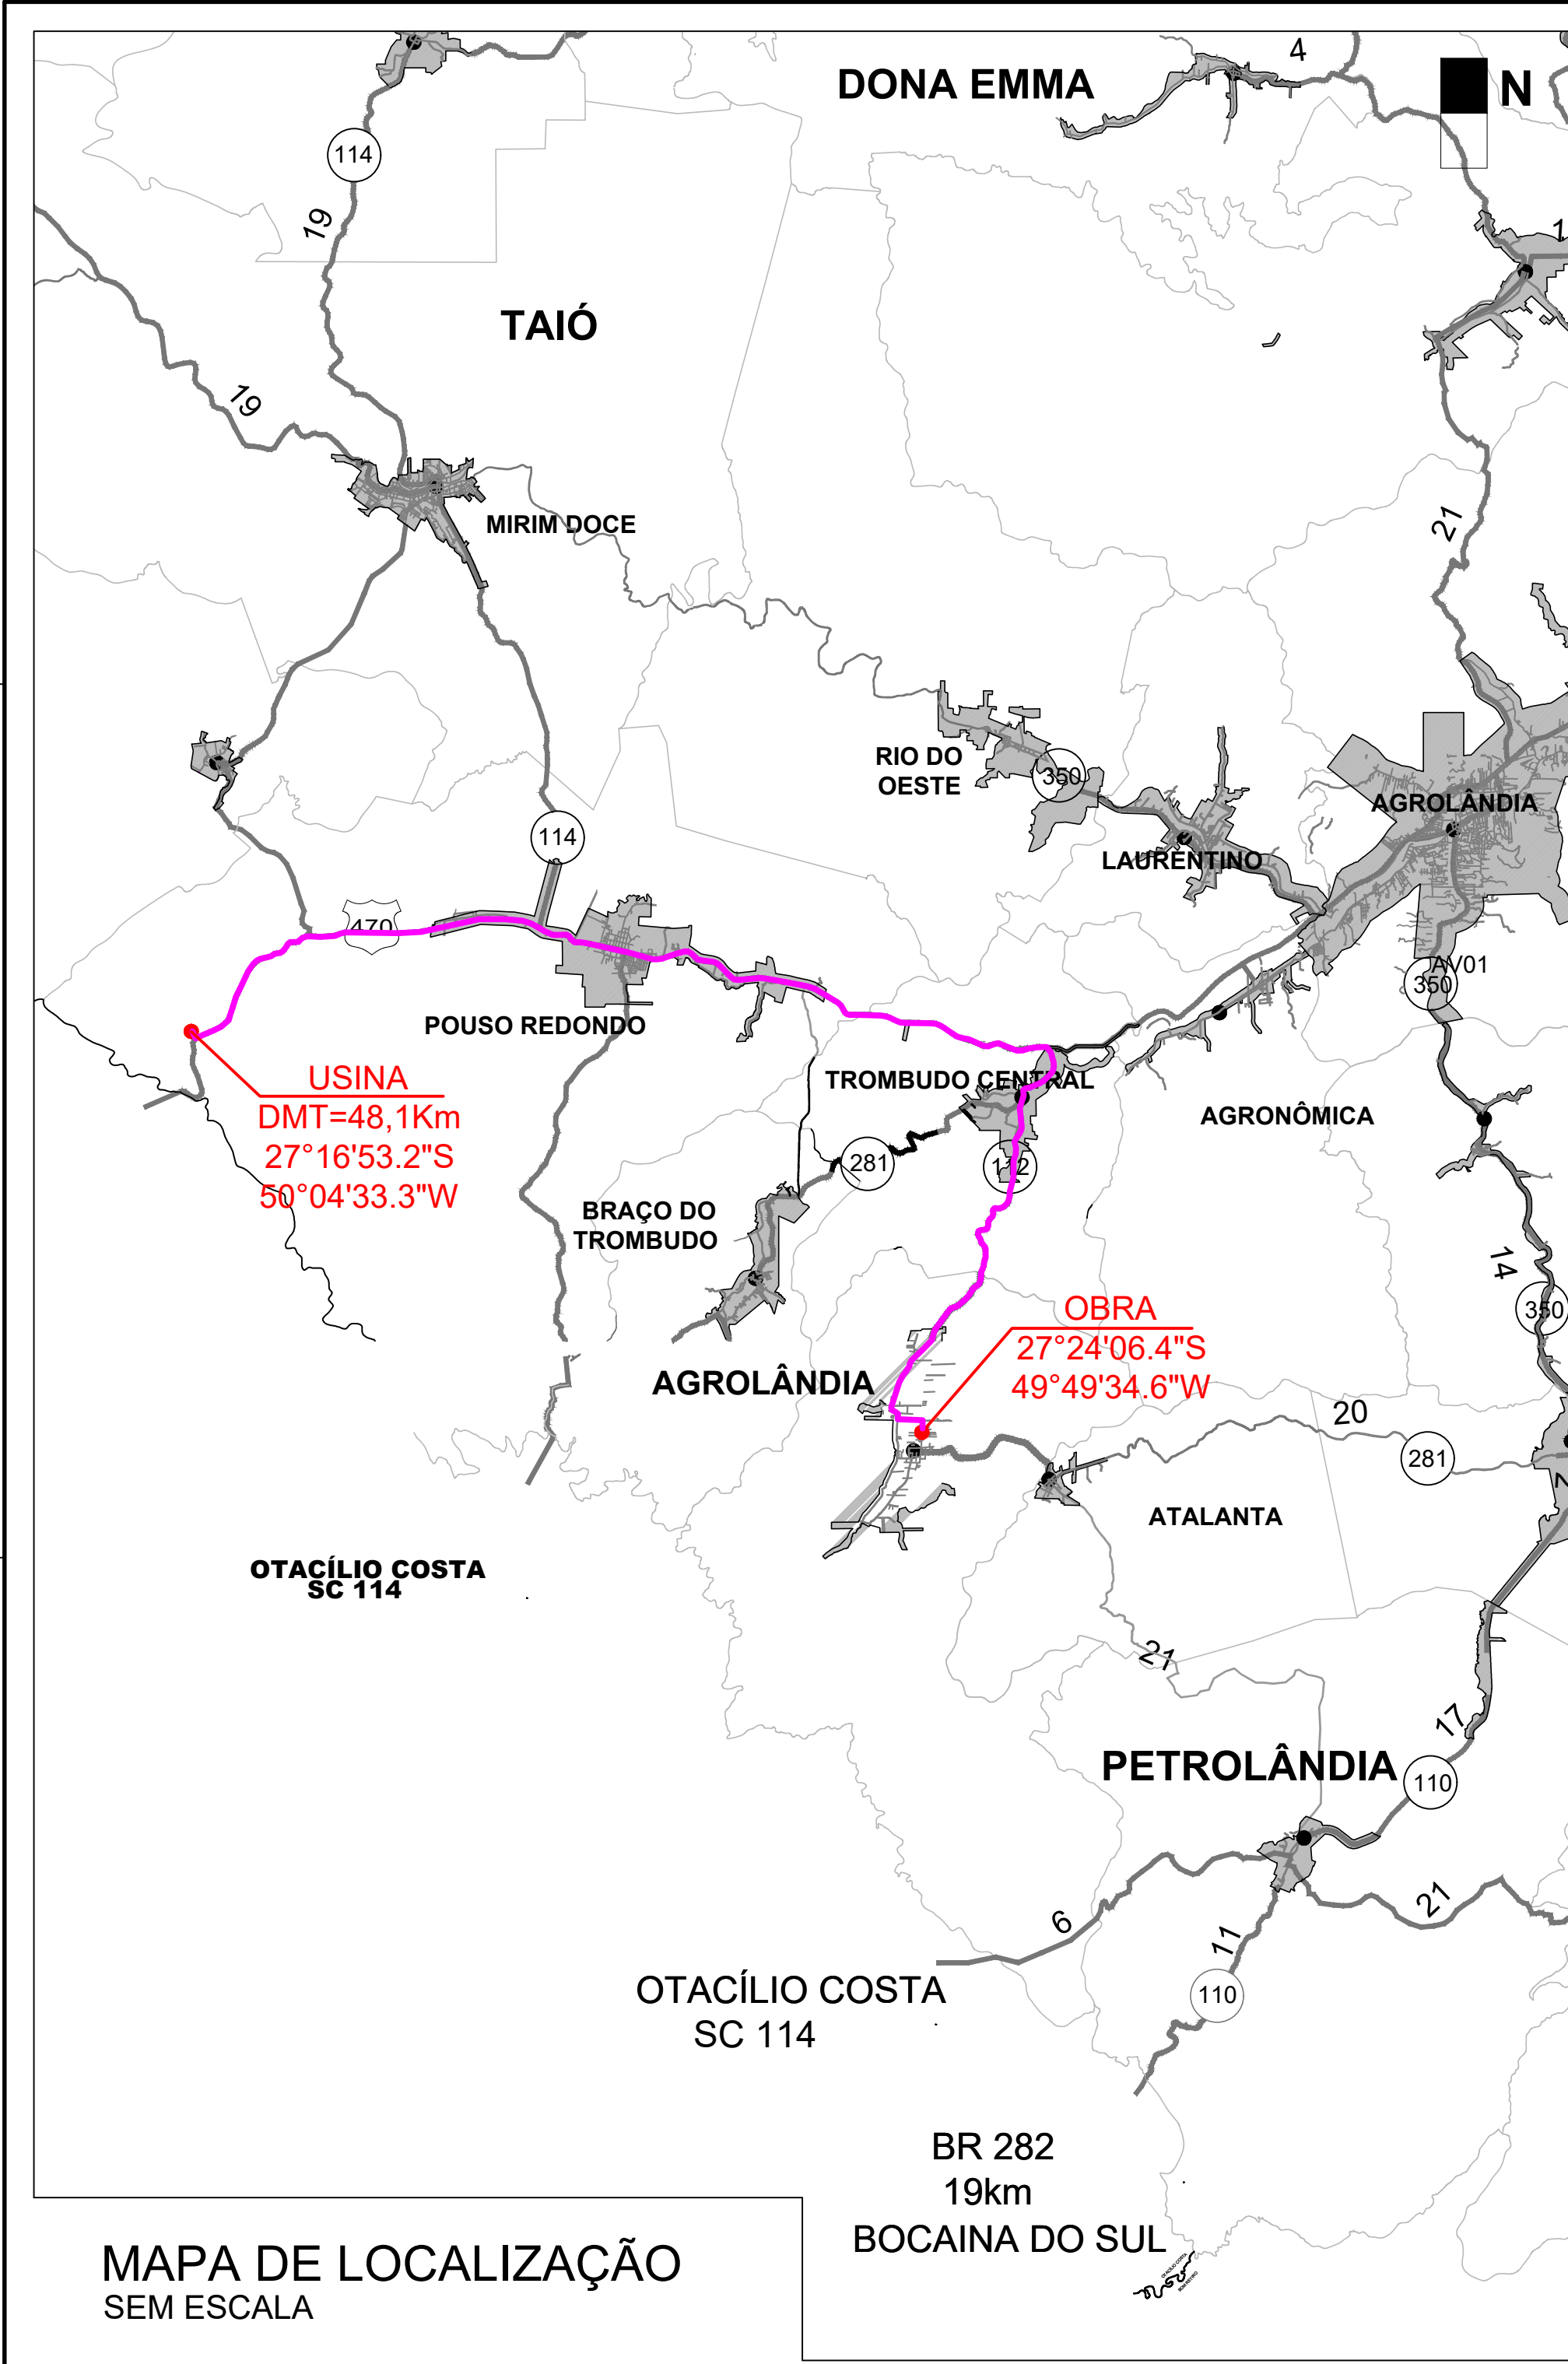 4
DONA EMMA
N
114
19
1
TAIÓ
19
MIRIM DOCE
21
RIO DO
OESTE
350
AGROLÂNDIA
114
LAURENTINO
470
AV01
350
POUSO REDONDO
USINA
DMT=48,1Km
27°16'53.2"S
50°04'33.3"W
TROMBUDO CENTRAL
AGRONÔMICA
281
112
BRAÇO DO
TROMBUDO
14
350
OBRA
27°24'06.4"S
49°49'34.6"W
AGROLÂNDIA
20
281
ATALANTA
OTACÍLIO COSTA
SC 114
21
17
PETROLÂNDIA
110
21
6
11
110
OTACÍLIO COSTA
SC 114
BR 282
19km
BOCAINA DO SUL
MAPA DE LOCALIZAÇÃO
SEM ESCALA